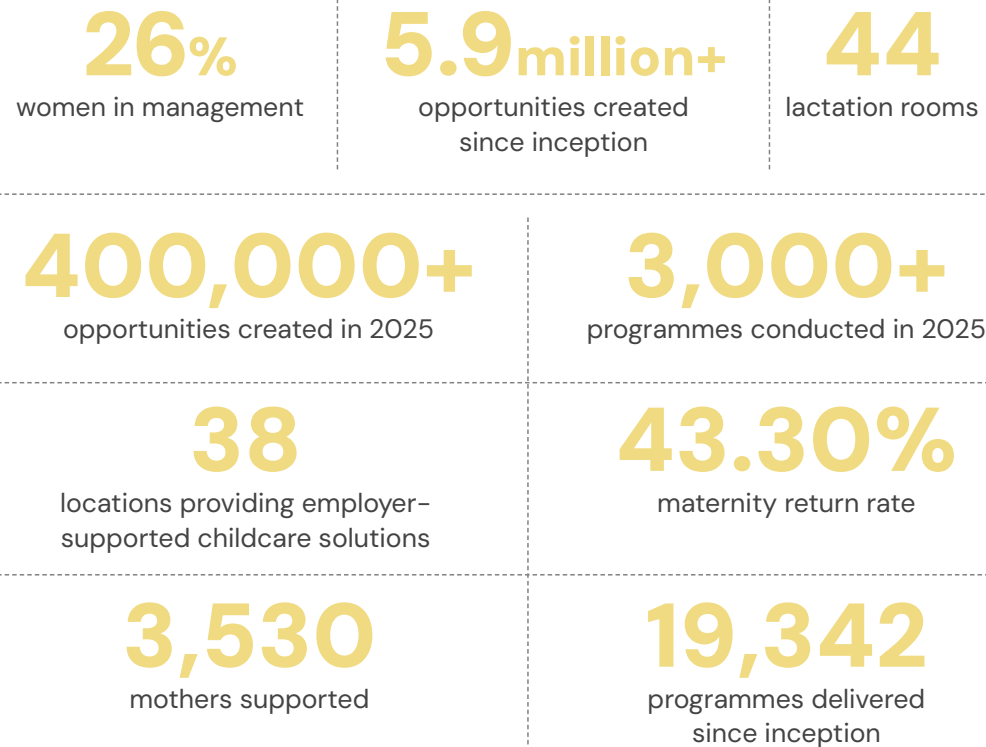 26%
women in management
5.9million+
opportunities created
since inception
44
lactation rooms
400,000+
opportunities created in 2025
3,000+
programmes conducted in 2025
38
locations providing employer-
supported childcare solutions
43.30%
maternity return rate
3,530
mothers supported
19,342
programmes delivered
since inception